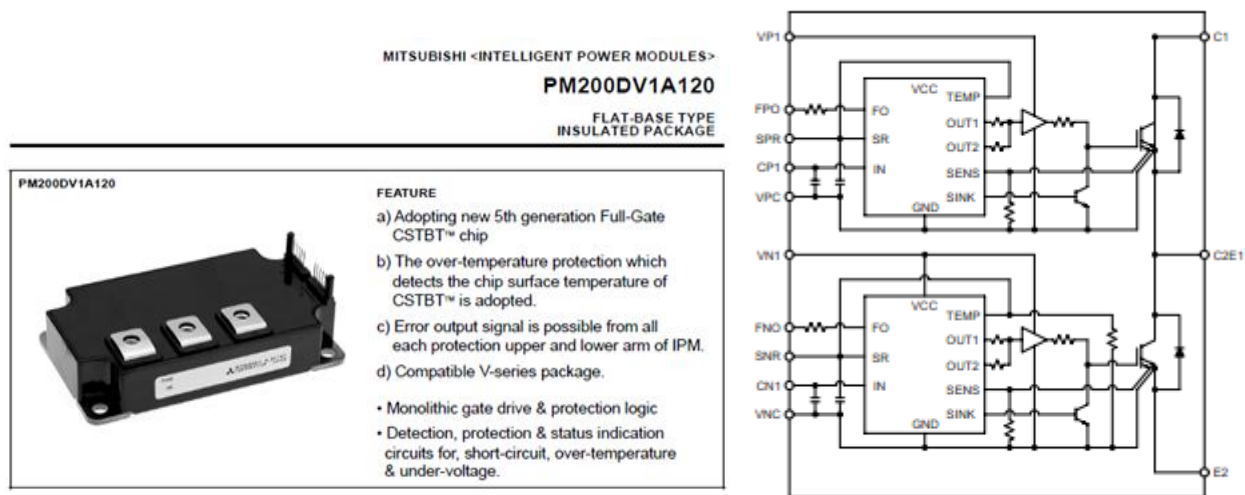 MITSUBISHI <INTELLIGENT POWER MODULES>
PM200DV1A120
FLAT-BASE TYPE
INSULATED PACKAGE
PM200DV1A120
FEATURE
a) Adopting new 5th generation Full-Gate
CSTBT™ chip
b) The over-temperature protection which
detects the chip surface temperature of
CSTBT™ is adopted.
c) Error output signal is possible from all
each protection upper and lower arm of IPM.
d) Compatible V-series package.
• Monolithic gate drive & protection logic
• Detection, protection & status indication
circuits for, short-circuit, over-temperature
& under-voltage.
VP1
C1
VCC
TEMP
FPO
FO
OUT1
SPR
SR
OUT2
CP1
IN
SENS
VPC
SINK
GND
VN1
C2E1
VCC
TEMP
FNO
FO
OUT1
SNR
SR
OUT2
CN1
IN
SENS
VNC
SINK
GND
E2